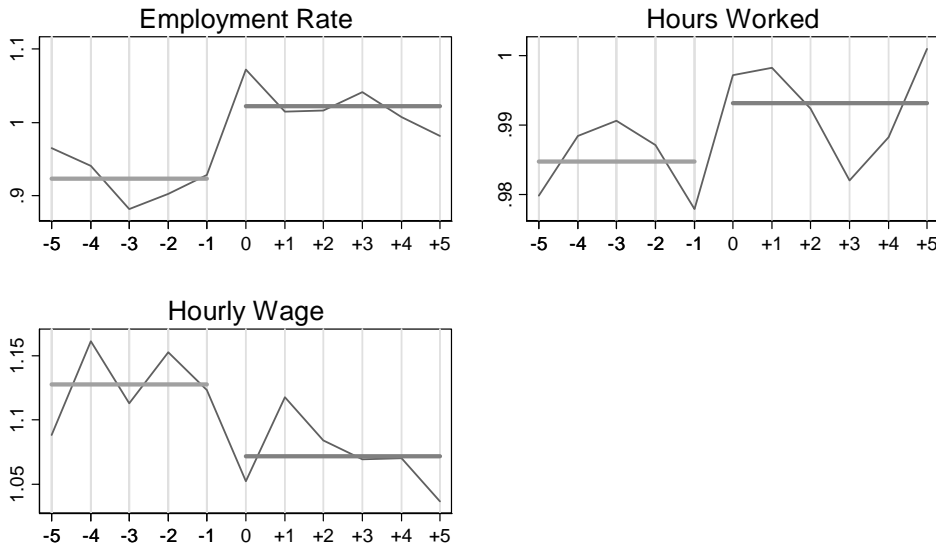 Employment Rate
1.1
1
.9
-5 -4 -3 -2 -1 0 +1 +2 +3 +4 +5
Hours Worked
1
.99
.98
-5 -4 -3 -2 -1 0 +1 +2 +3 +4 +5
Hourly Wage
1.15
1.1
1.05
-5 -4 -3 -2 -1 0 +1 +2 +3 +4 +5